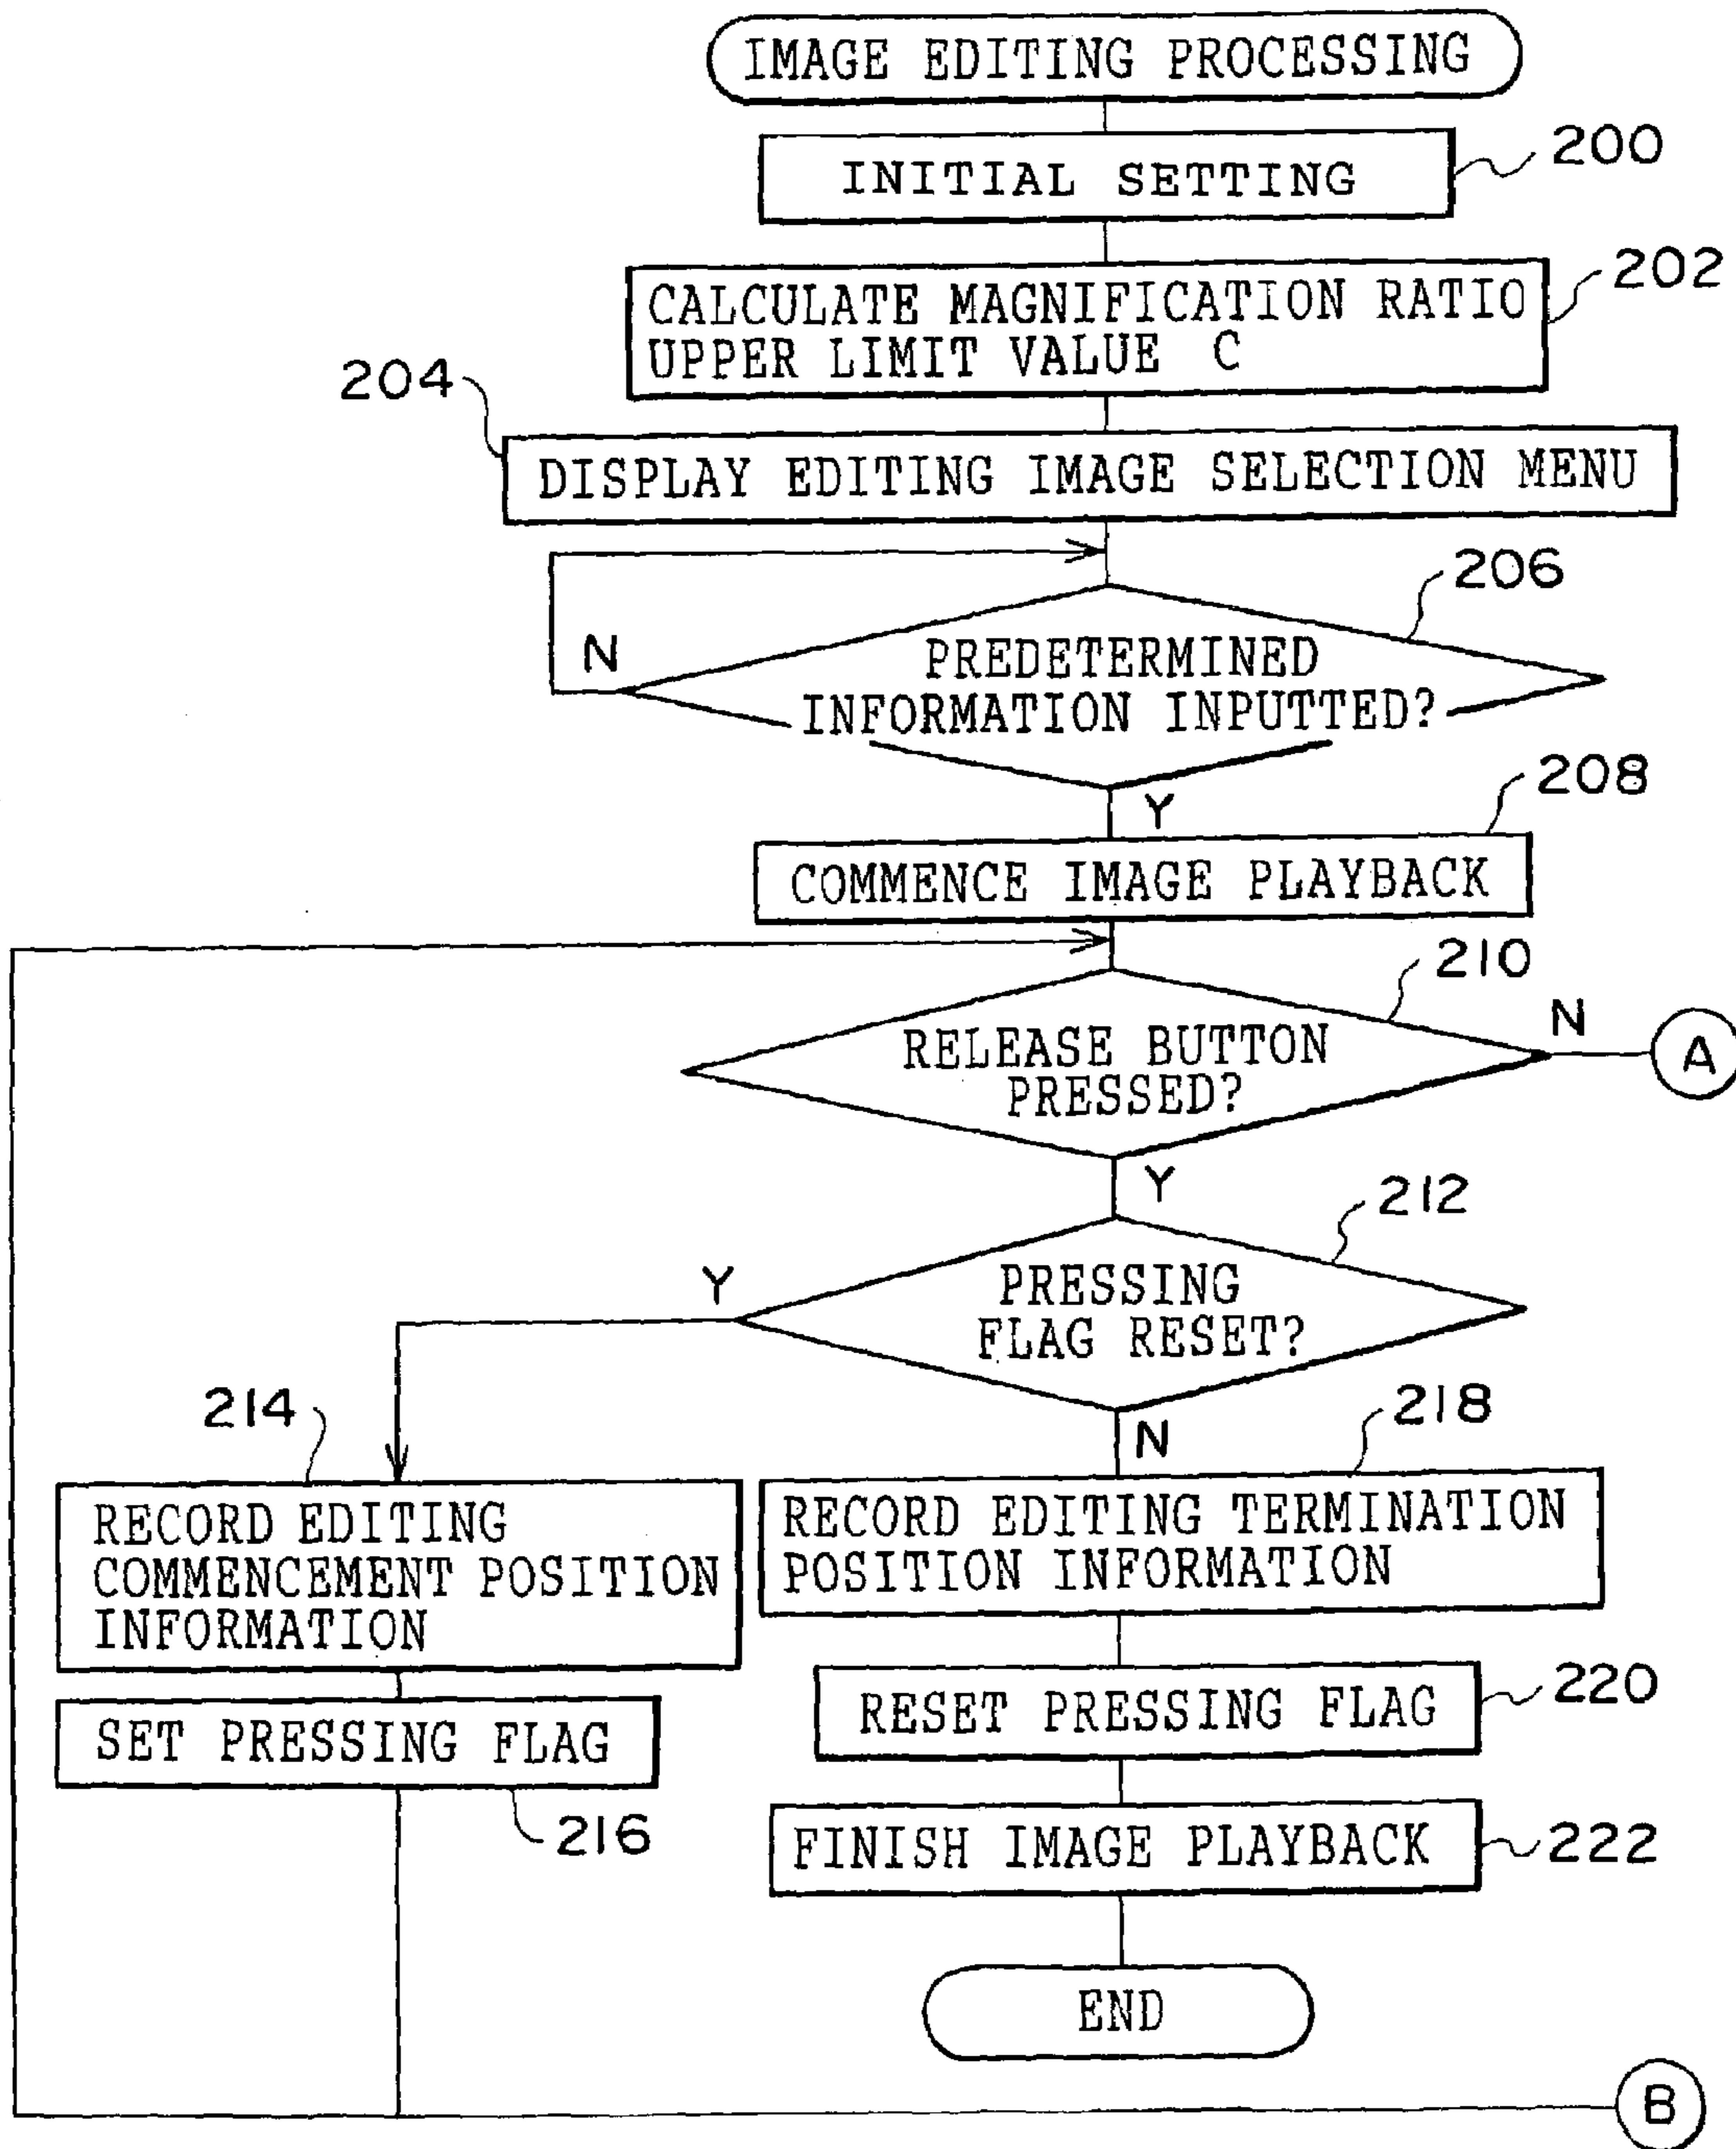 IMAGE EDITING PROCESSING
200
INITIAL SETTING
202
CALCULATE MAGNIFICATION RATIO
UPPER LIMIT VALUE C
204
DISPLAY EDITING IMAGE SELECTION MENU
206
N
PREDETERMINED
INFORMATION INPUTTED?
Y
208
COMMENCE IMAGE PLAYBACK
210
N
A
RELEASE BUTTON
PRESSED?
Y
212
Y
PRESSING
FLAG RESET?
N
214
218
RECORD EDITING
COMMENCEMENT POSITION
INFORMATION
RECORD EDITING TERMINATION
POSITION INFORMATION
SET PRESSING FLAG
216
RESET PRESSING FLAG
220
FINISH IMAGE PLAYBACK
222
END
B